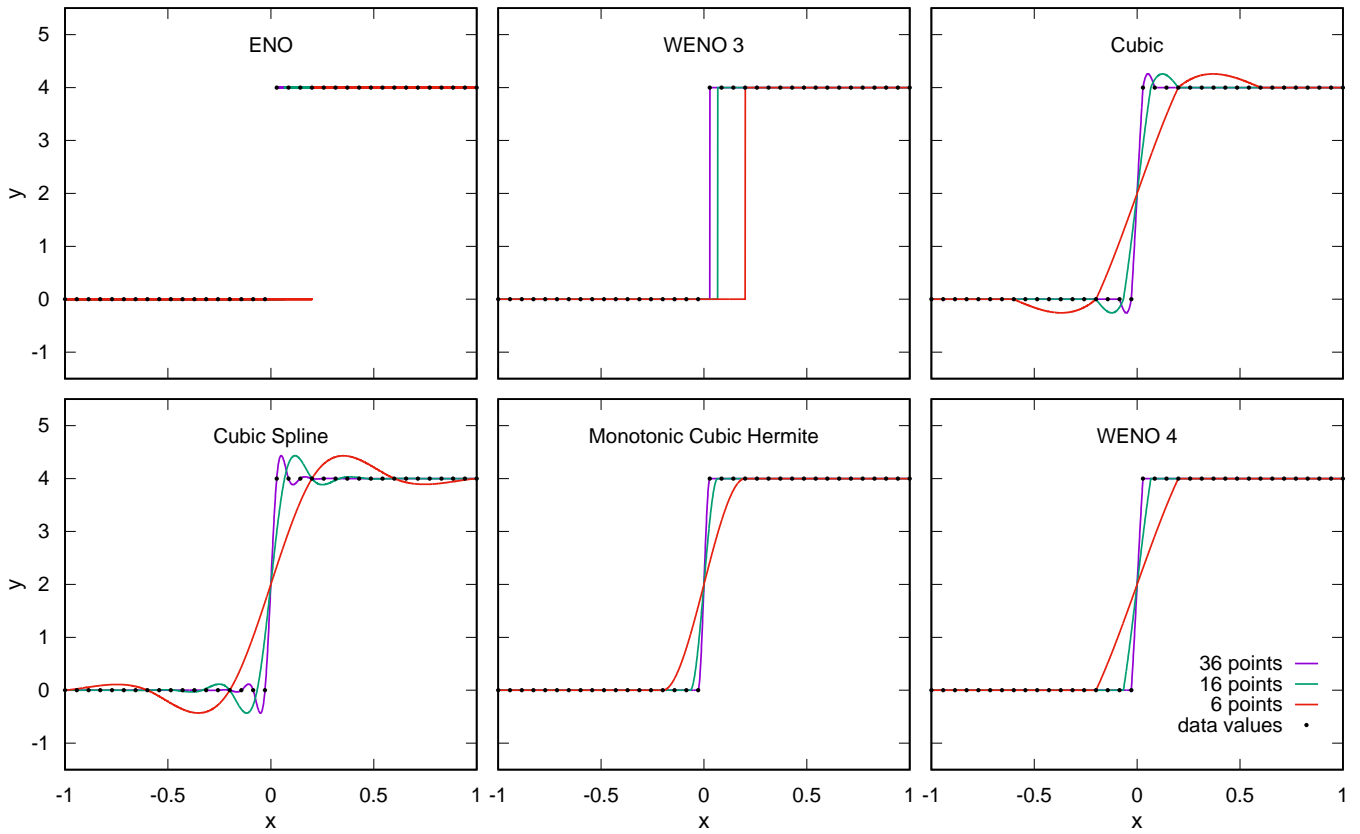 ENO
WENO 3
Cubic
5
4
3
2
1
0
-1
y
Cubic Spline
Monotonic Cubic Hermite
WENO 4
5
4
3
2
1
0
-1
y
36 points
16 points
6 points
data values
-1 -0.5 0 0.5 1
-1 -0.5 0 0.5 1
-1 -0.5 0 0.5 1
x
x
x